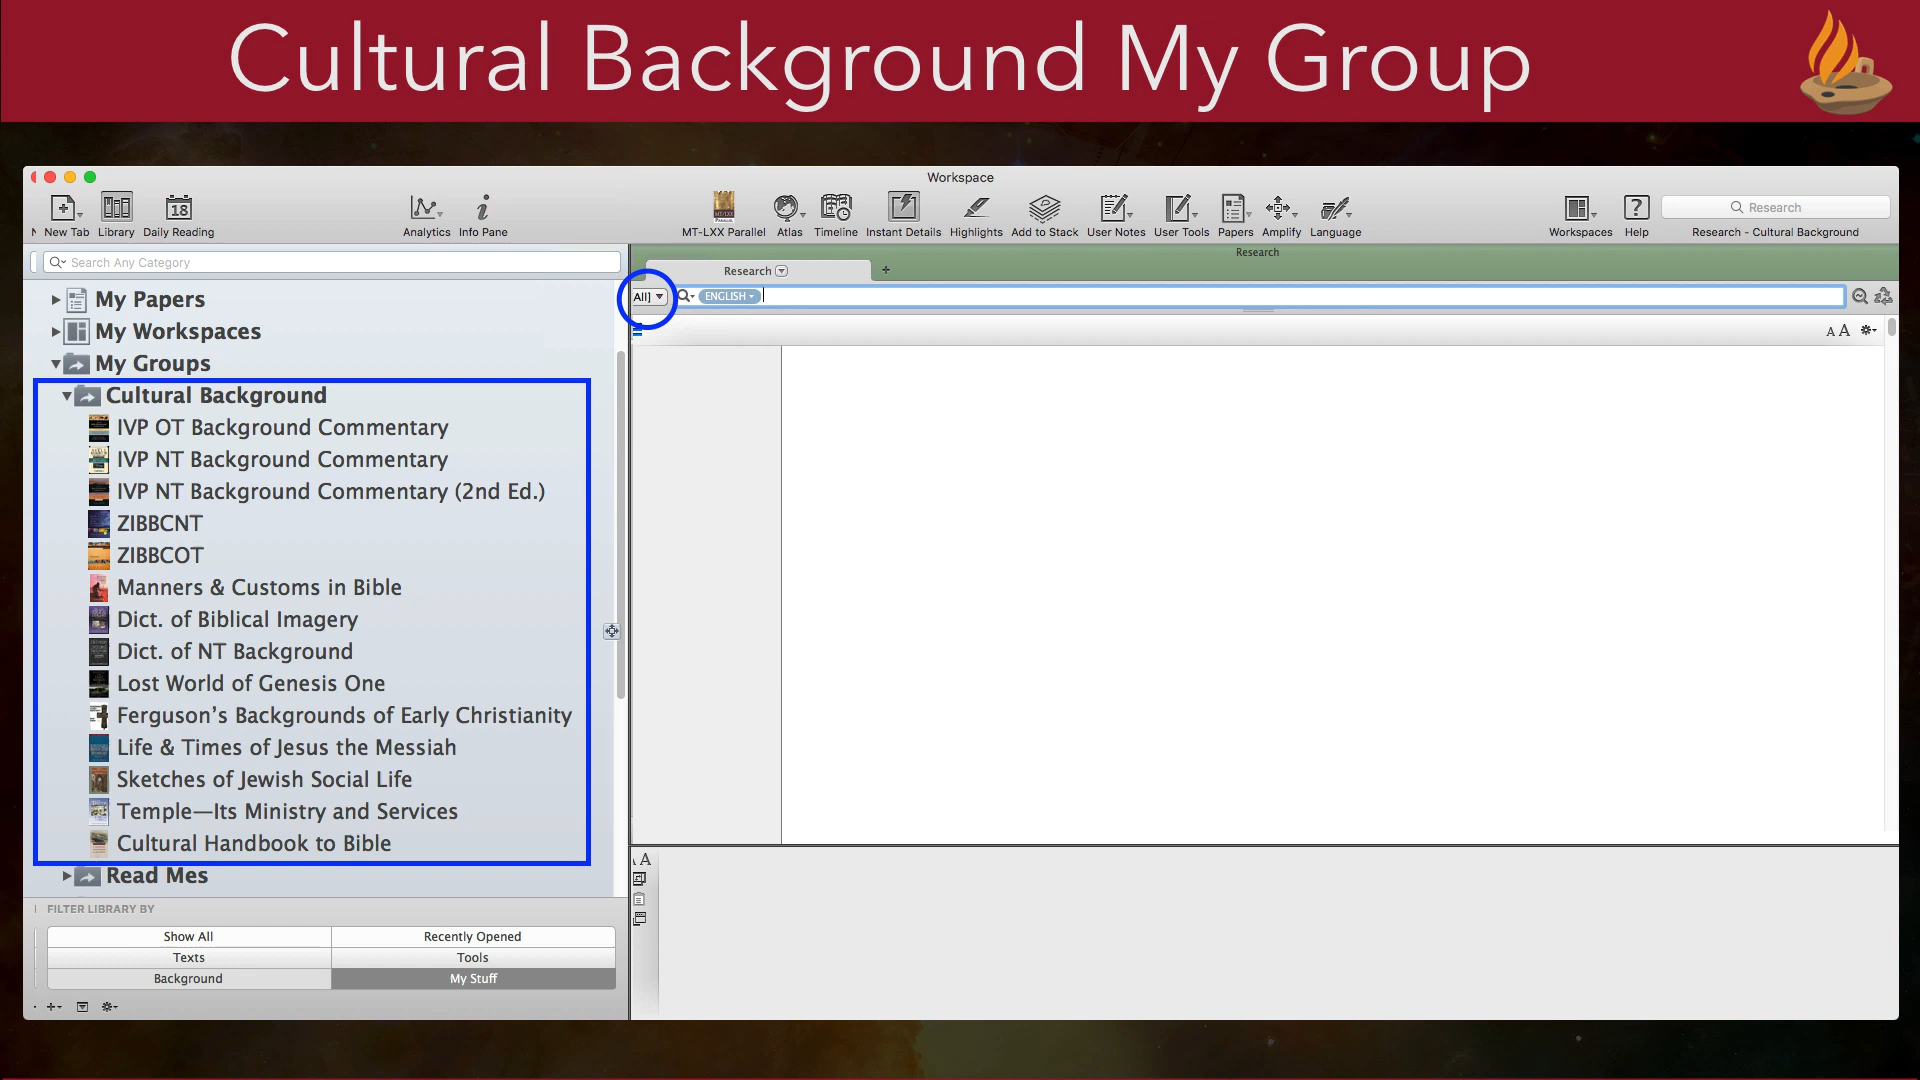 Cultural Background My Group
Workspace
New Tab Library Daily Reading Analytics Info Pane MT-LXX Parallel Atlas Timeline Instant Details Highlights Add to Stack User Notes User Tools Papers Amplify Language Workspaces Help Research
Research - Cultural Background
18
Search Any Category
My Papers
My Workspaces
My Groups
Cultural Background
IVP OT Background Commentary
IVP NT Background Commentary
IVP NT Background Commentary (2nd Ed.)
ZIBBCNT
ZIBBCOT
Manners & Customs in Bible
Dict. of Biblical Imagery
Dict. of NT Background
Lost World of Genesis One
Ferguson’s Backgrounds of Early Christianity
Life & Times of Jesus the Messiah
Sketches of Jewish Social Life
Temple—Its Ministry and Services
Cultural Handbook to Bible
Read Mes
FILTER LIBRARY BY
Show All Recently Opened
Texts Tools
Background My Stuff
Research
Research
All] ENGLISH
A A
A